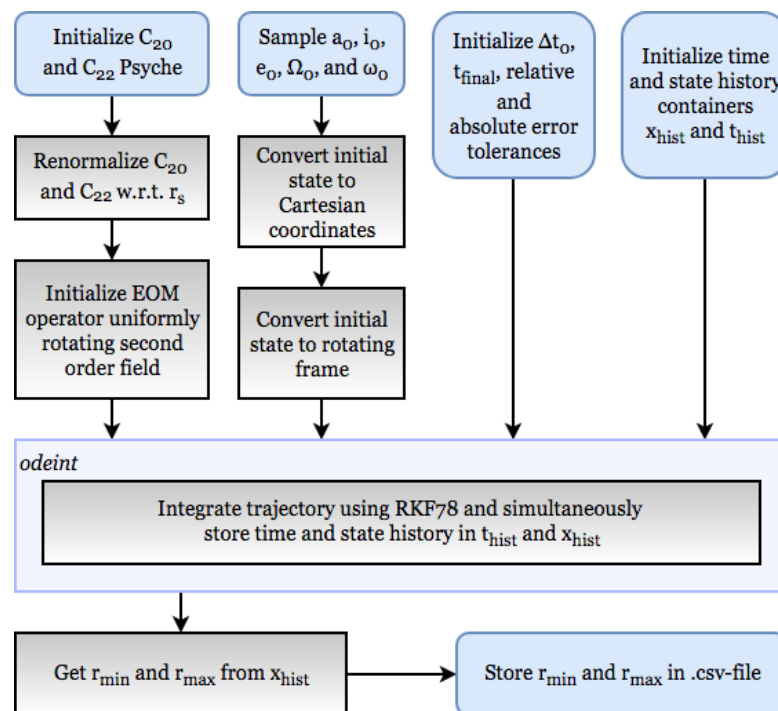 Initialize C₂₀
and C₂₂ Psyche
Sample a₀, i₀,
e₀, Ω₀, and ω₀
Initialize Δt₀,
t_final, relative
and
absolute error
tolerances
Initialize time
and state history
containers
x_hist and t_hist
Renormalize C₂₀
and C₂₂ w.r.t. r_s
Convert initial
state to
Cartesian
coordinates
Initialize EOM
operator uniformly
rotating second
order field
Convert initial
state to rotating
frame
odeint
Integrate trajectory using RKF78 and simultaneously
store time and state history in t_hist and x_hist
Get r_min and r_max from x_hist
Store r_min and r_max in .csv-file